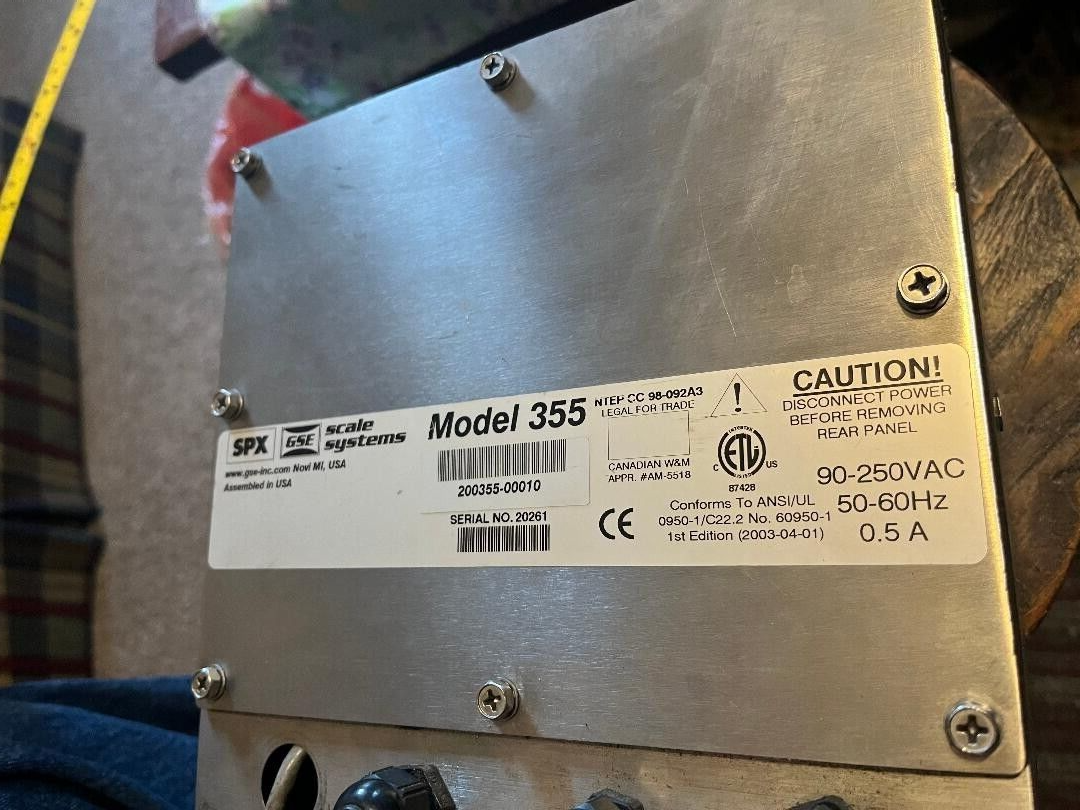 SPX GSE scale systems
www.gse-inc.com Novi MI, USA
Assembled in USA
Model 355
200355-00010
SERIAL NO. 20261
NTEP CC 98-092A3
LEGAL FOR TRADE
CANADIAN W&M
APPR. #AM-5518
!
C ETL US
INTERTEK
87428
CE
Conforms To ANSI/UL
0950-1/C22.2 No. 60950-1
1st Edition (2003-04-01)
CAUTION!
DISCONNECT POWER
BEFORE REMOVING
REAR PANEL
90-250VAC
50-60Hz
0.5 A